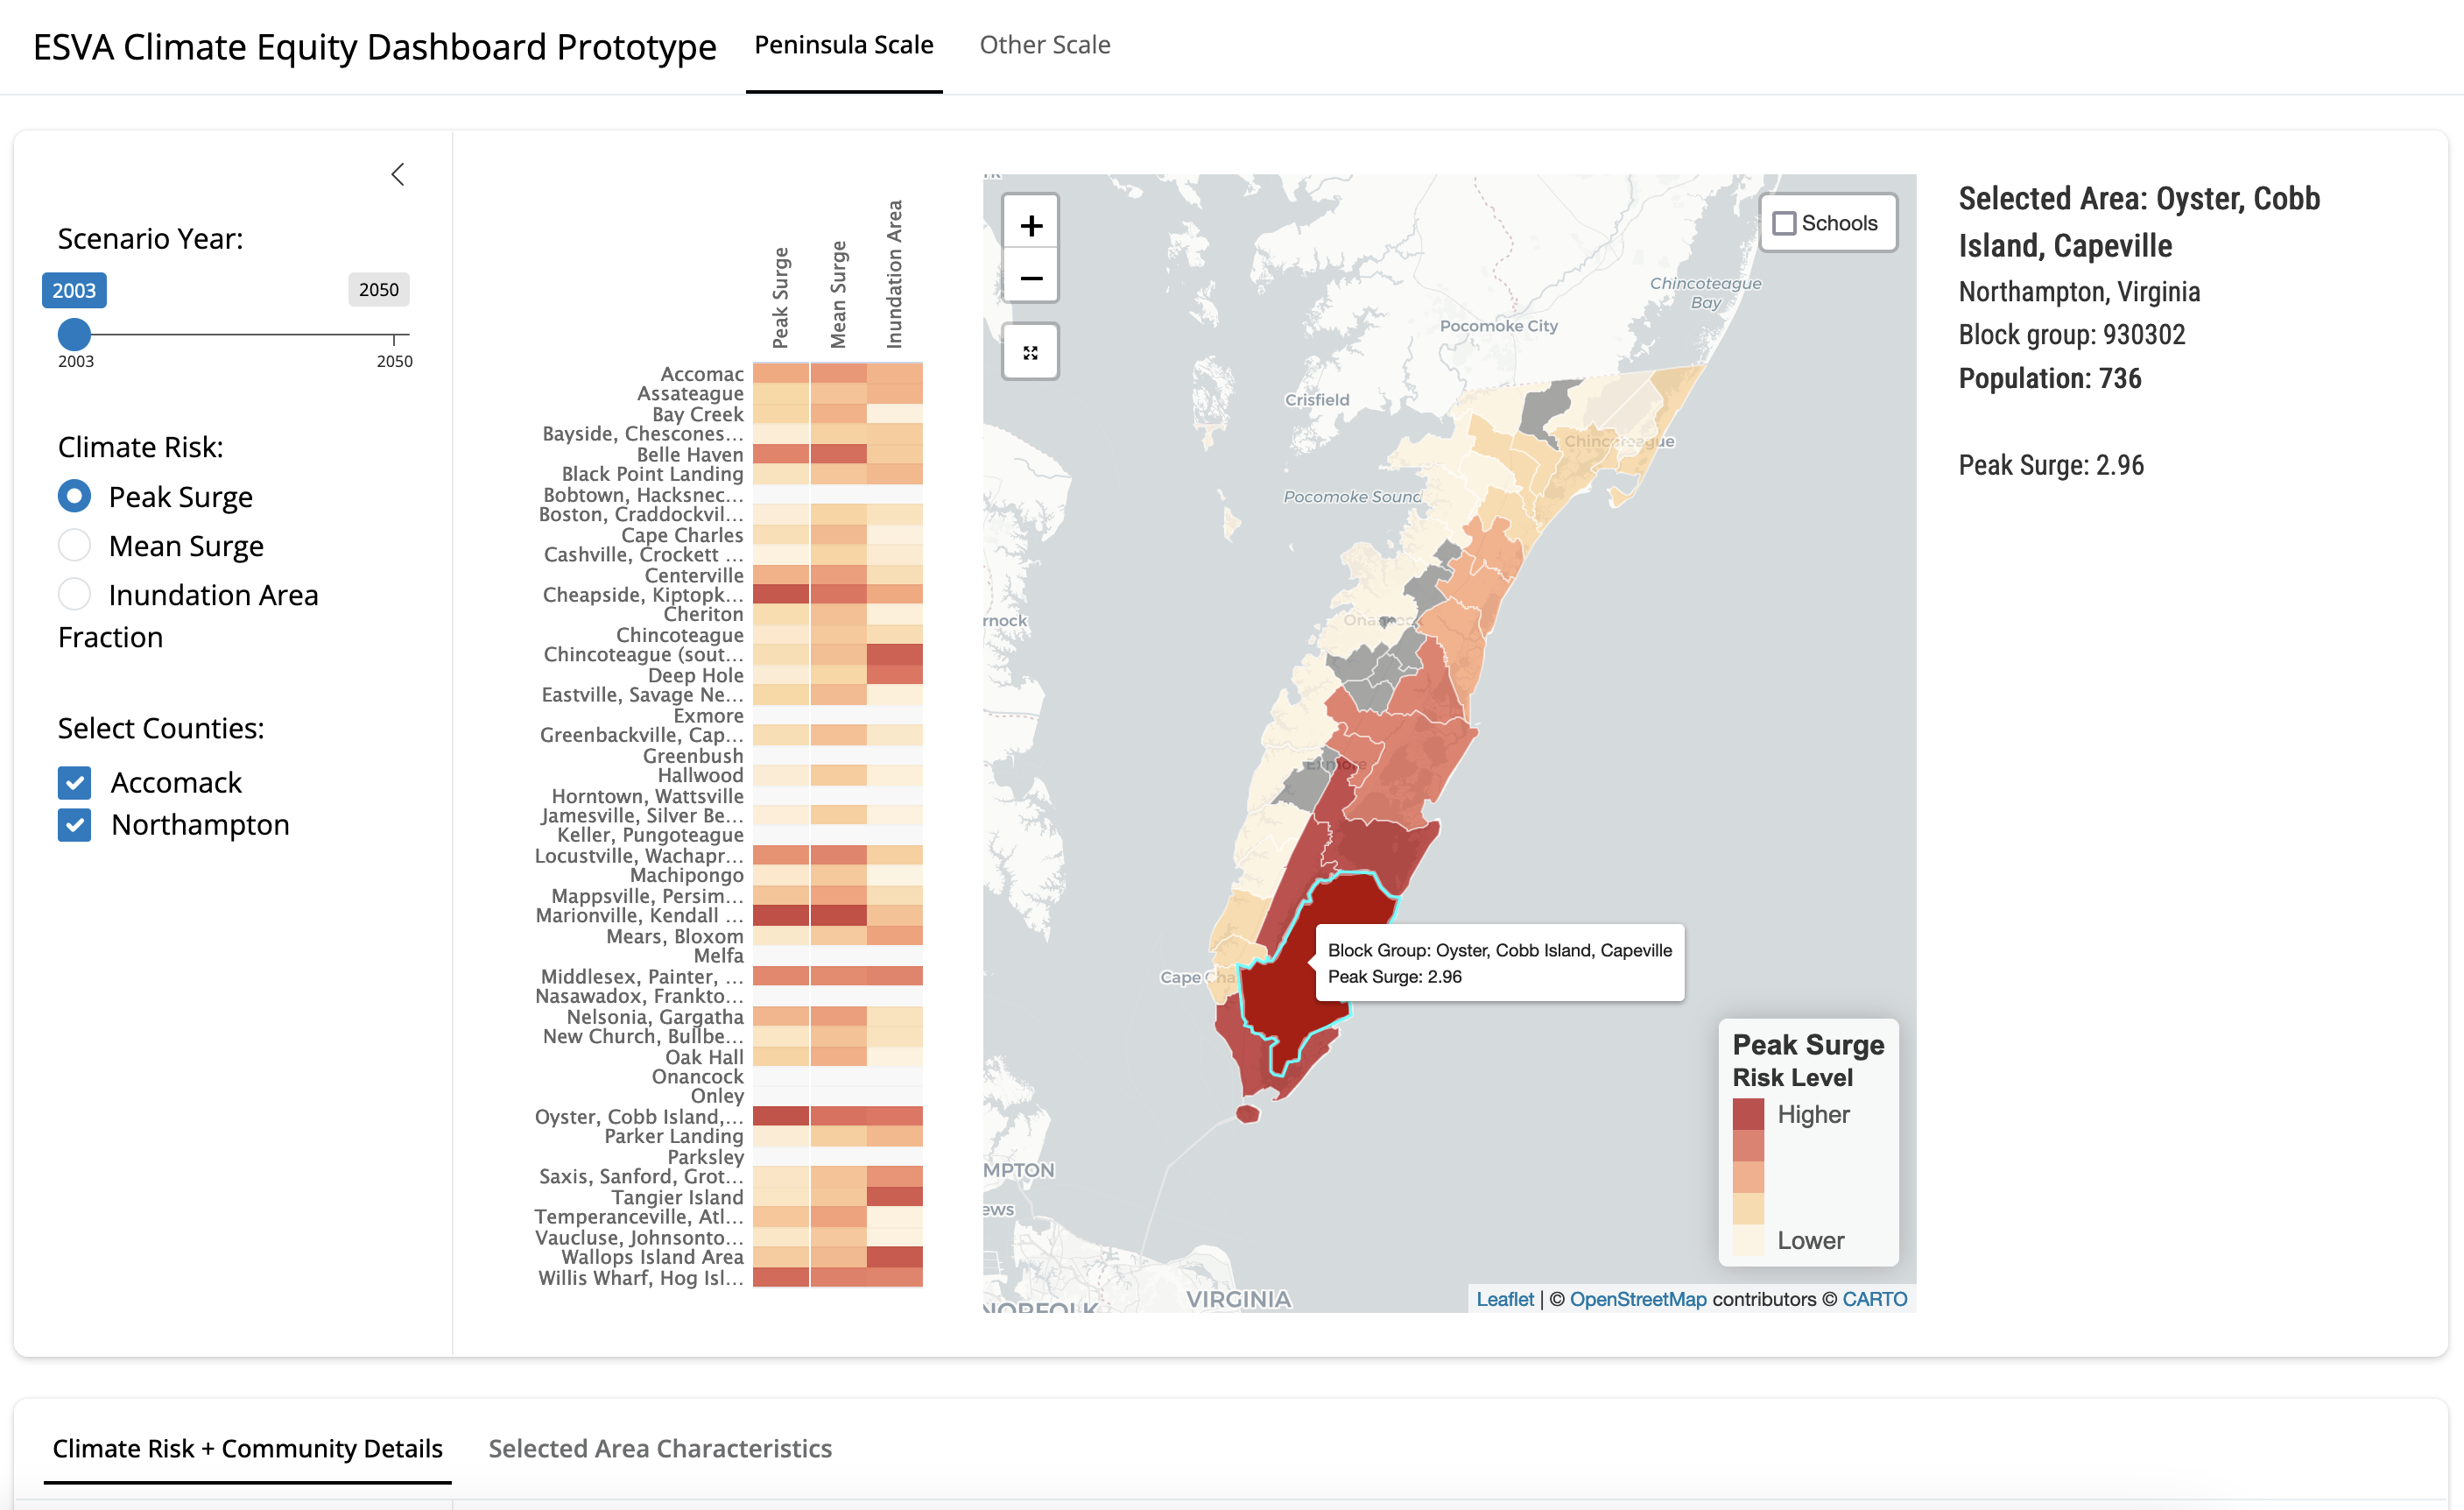 ESVA Climate Equity Dashboard Prototype
Peninsula Scale
Other Scale
Scenario Year:
2003
2050
2003
2050
Climate Risk:
Peak Surge
Mean Surge
Inundation Area
Fraction
Select Counties:
Accomack
Northampton
Peak Surge
Mean Surge
Inundation Area
Accomac
Assateague
Bay Creek
Bayside, Chescones...
Belle Haven
Black Point Landing
Bobtown, Hacksnec...
Boston, Craddockvil...
Cape Charles
Cashville, Crockett ...
Centerville
Cheapside, Kiptopk...
Cheriton
Chincoteague
Chincoteague (sout...
Deep Hole
Eastville, Savage Ne...
Exmore
Greenbackville, Cap...
Greenbush
Hallwood
Horntown, Wattsville
Jamesville, Silver Be...
Keller, Pungoteague
Locustville, Wachapr...
Machipongo
Mappsville, Persim...
Marionville, Kendall ...
Mears, Bloxom
Melfa
Middlesex, Painter, ...
Nasawadox, Frankto...
Nelsonia, Gargatha
New Church, Bullbe...
Oak Hall
Onancock
Onley
Oyster, Cobb Island,...
Parker Landing
Parksley
Saxis, Sanford, Grot...
Tangier Island
Temperanceville, Atl...
Vaucluse, Johnsonto...
Wallops Island Area
Willis Wharf, Hog Isl...
+
−
Schools
Chincoteague
Bay
Pocomoke City
Crisfield
Chincoteague
Pocomoke Sound
rnock
Onancock
Exmore
Cape Cha
Block Group: Oyster, Cobb Island, Capeville
Peak Surge: 2.96
MPTON
ews
NORFOLK
VIRGINIA
Peak Surge
Risk Level
Higher
Lower
Leaflet | © OpenStreetMap contributors © CARTO
Selected Area: Oyster, Cobb
Island, Capeville
Northampton, Virginia
Block group: 930302
Population: 736
Peak Surge: 2.96
Climate Risk + Community Details
Selected Area Characteristics